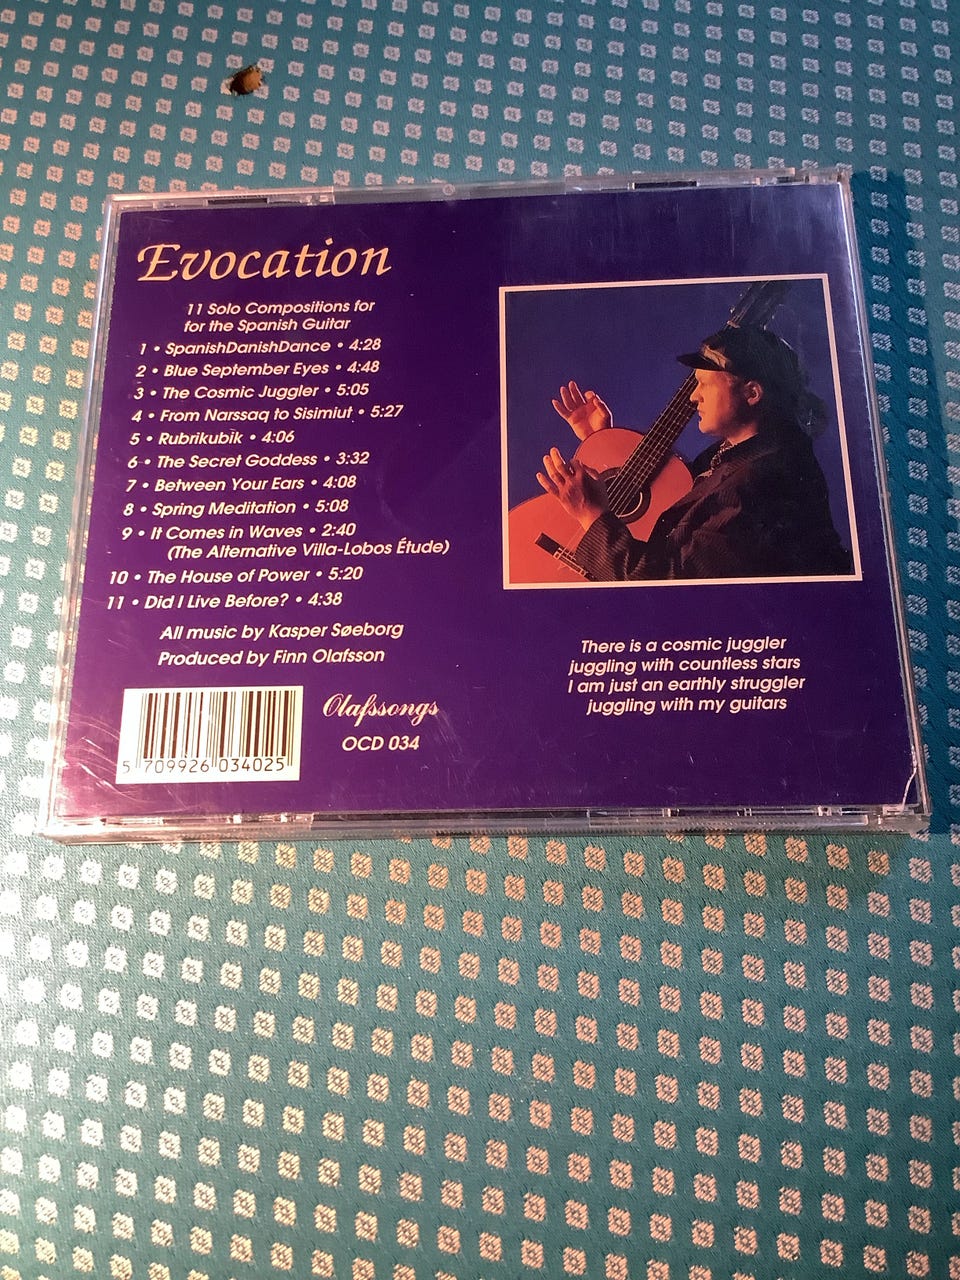 Evocation
11 Solo Compositions for
for the Spanish Guitar
1 • SpanishDanishDance • 4:28
2 • Blue September Eyes • 4:48
3 • The Cosmic Juggler • 5:05
4 • From Narssaq to Sisimiut • 5:27
5 • Rubrikubik • 4:06
6 • The Secret Goddess • 3:32
7 • Between Your Ears • 4:08
8 • Spring Meditation • 5:08
9 • It Comes in Waves • 2:40
(The Alternative Villa-Lobos Étude)
10 • The House of Power • 5:20
11 • Did I Live Before? • 4:38
All music by Kasper Søeborg
Produced by Finn Olafsson
Olafssongs
OCD 034
5 709926 034025
There is a cosmic juggler
juggling with countless stars
I am just an earthly struggler
juggling with my guitars